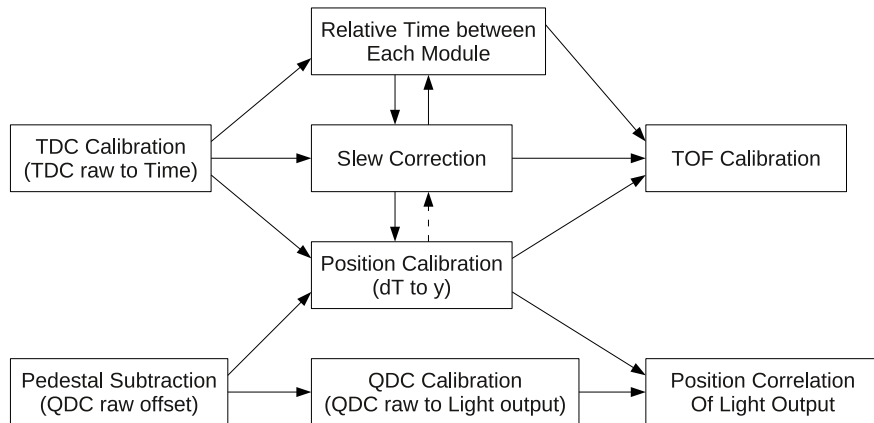 Relative Time between
Each Module
TDC Calibration
(TDC raw to Time)
Slew Correction
TOF Calibration
Position Calibration
(dT to y)
Pedestal Subtraction
(QDC raw offset)
QDC Calibration
(QDC raw to Light output)
Position Correlation
Of Light Output